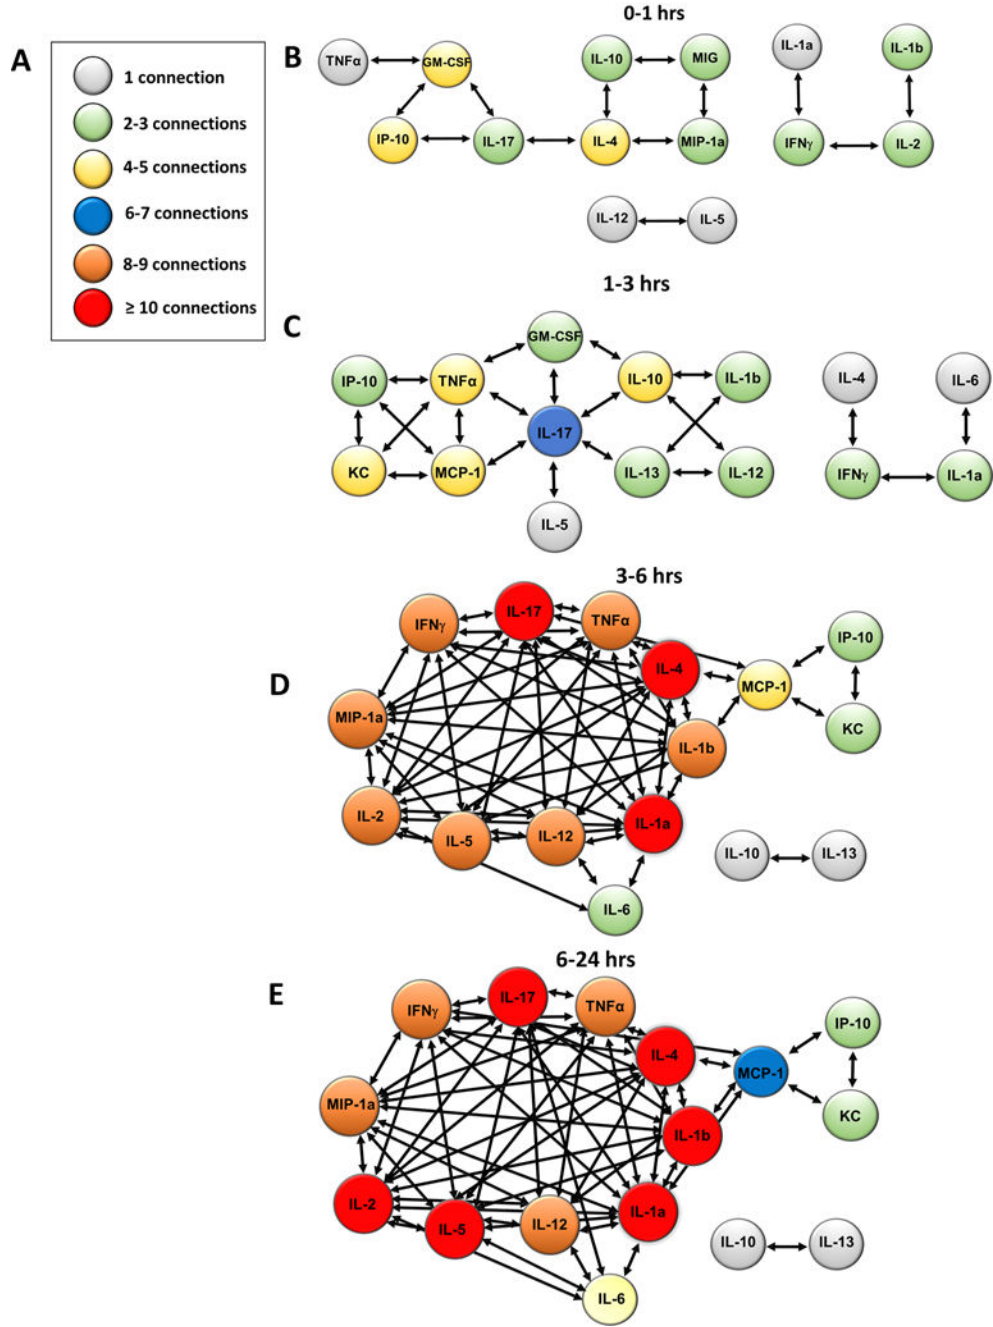 A
1 connection
2-3 connections
4-5 connections
6-7 connections
8-9 connections
≥ 10 connections
0-1 hrs
B
TNFα
GM-CSF
IL-10
MIG
IL-1a
IL-1b
IP-10
IL-17
IL-4
MIP-1a
IFNγ
IL-2
IL-12
IL-5
1-3 hrs
C
GM-CSF
IP-10
TNFα
IL-10
IL-1b
IL-4
IL-6
IL-17
KC
MCP-1
IL-13
IL-12
IFNγ
IL-1a
IL-5
3-6 hrs
D
IFNγ
IL-17
TNFα
IL-4
MCP-1
IP-10
KC
MIP-1a
IL-1b
IL-2
IL-5
IL-12
IL-1a
IL-10
IL-13
IL-6
6-24 hrs
E
IFNγ
IL-17
TNFα
IL-4
MCP-1
IP-10
KC
MIP-1a
IL-1b
IL-2
IL-5
IL-12
IL-1a
IL-10
IL-13
IL-6